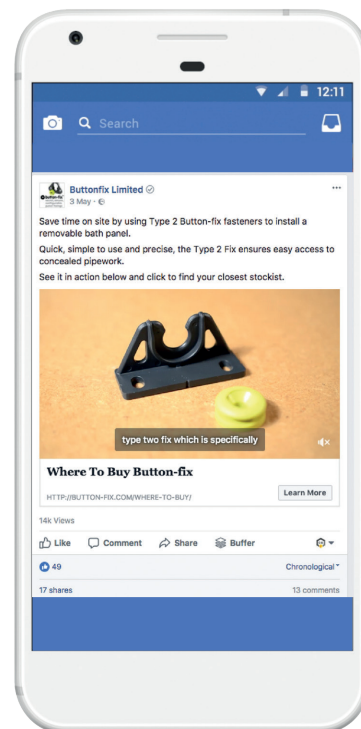 12:11
Search
button-fix
Buttonfix Limited
3 May
Save time on site by using Type 2 Button-fix fasteners to install a
removable bath panel.
Quick, simple to use and precise, the Type 2 Fix ensures easy access to
concealed pipework.
See it in action below and click to find your closest stockist.
type two fix which is specifically
Where To Buy Button-fix
HTTP://BUTTON-FIX.COM/WHERE-TO-BUY/
Learn More
14k Views
Like Comment Share Buffer
49 Chronological
17 shares 13 comments